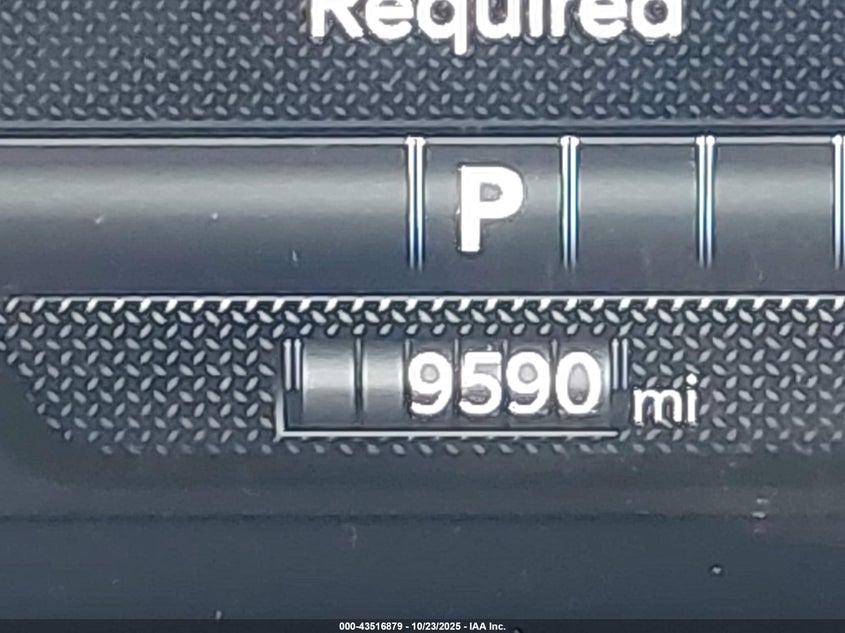 Required
P
9590 mi
000-43516879 - 10/23/2025 - IAA Inc.